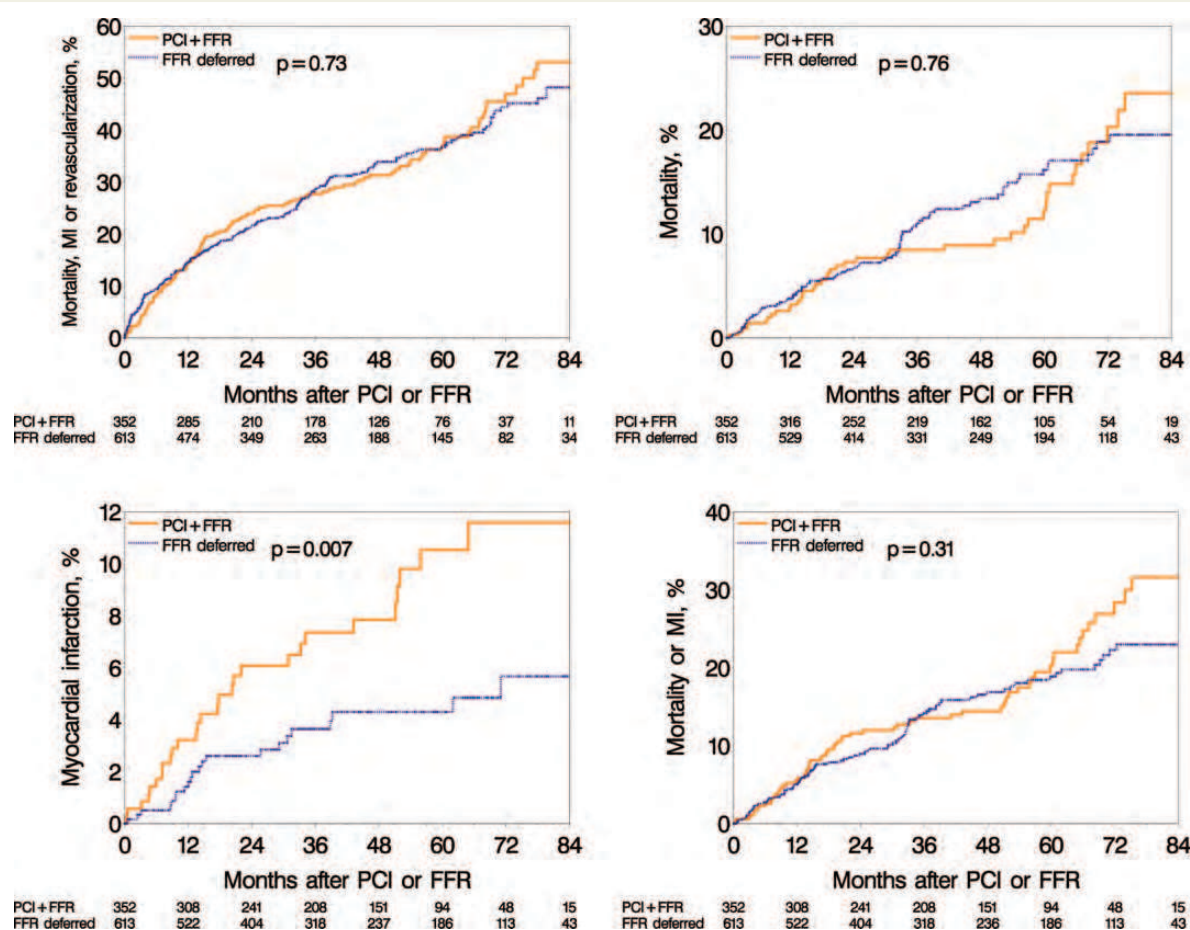 60
50
40
30
20
10
0
Mortality, MI or revascularization, %
PCI+FFR
FFR deferred
p=0.73
0 12 24 36 48 60 72 84
Months after PCI or FFR
PCI+FFR 352 285 210 178 126 76 37 11
FFR deferred 613 474 349 263 188 145 82 34
30
20
10
0
Mortality, %
PCI+FFR
FFR deferred
p=0.76
0 12 24 36 48 60 72 84
Months after PCI or FFR
PCI+FFR 352 316 252 219 162 105 54 19
FFR deferred 613 529 414 331 249 194 118 43
12
10
8
6
4
2
0
Myocardial infarction, %
PCI+FFR
FFR deferred
p=0.007
0 12 24 36 48 60 72 84
Months after PCI or FFR
PCI+FFR 352 308 241 208 151 94 48 15
FFR deferred 613 522 404 318 237 186 113 43
40
30
20
10
0
Mortality or MI, %
PCI+FFR
FFR deferred
p=0.31
0 12 24 36 48 60 72 84
Months after PCI or FFR
PCI+FFR 352 308 241 208 151 94 48 15
FFR deferred 613 522 404 318 236 186 113 43